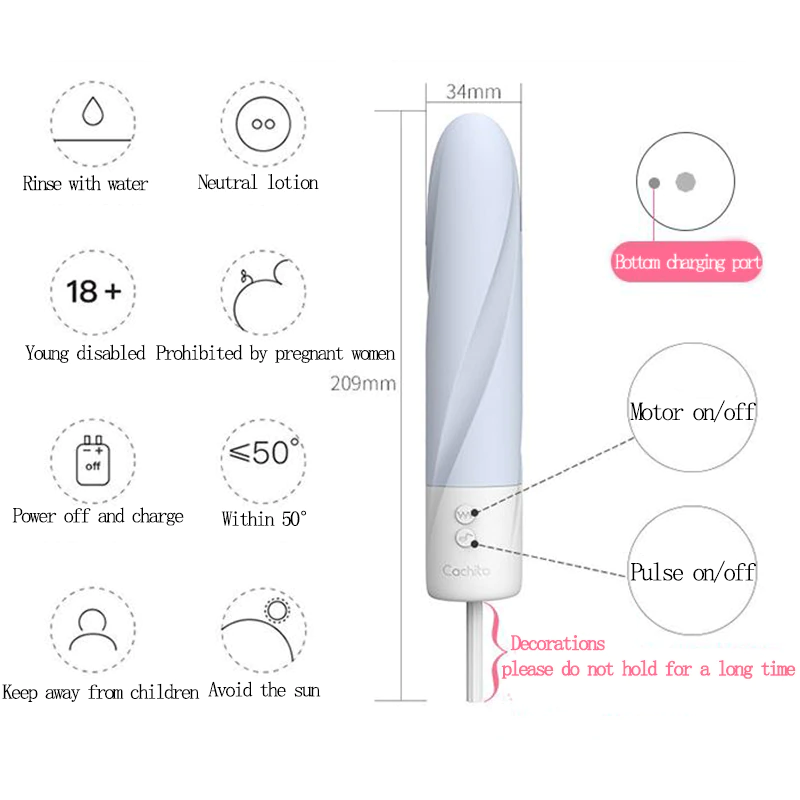 34mm
Rinse with water
Neutral lotion
Bottom charging port
18+
Young disabled
Prohibited by pregnant women
209mm
Motor on/off
- +
off
≤50°
Power off and charge
Within 50°
Pulse on/off
Cachito
Decorations
please do not hold for a long time
Keep away from children
Avoid the sun